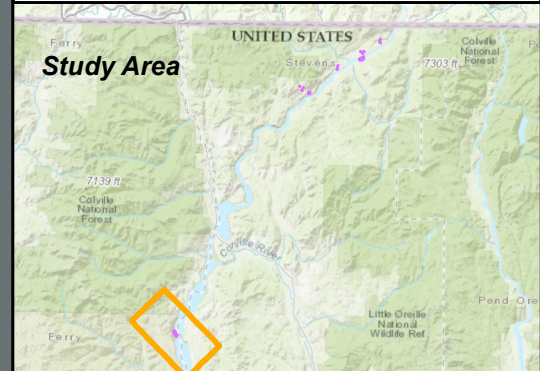 Ferry
UNITED STATES
Study Area
Stevens
Colville
National
Forest
7303 ft
7139 ft
Colville
National
Forest
Colville River
Little Oreille
National
Wildlife Ref
Pend Ore
Ferry